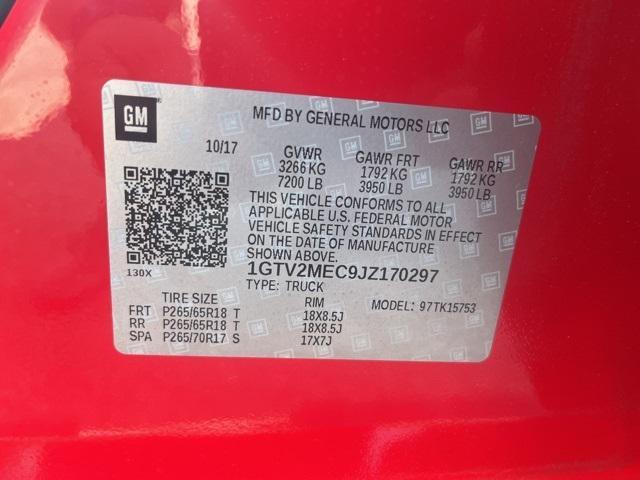 GM
MFD BY GENERAL MOTORS LLC
10/17
GVWR GAWR FRT GAWR RR
3266 KG 1792 KG 1792 KG
7200 LB 3950 LB 3950 LB
THIS VEHICLE CONFORMS TO ALL
APPLICABLE U.S. FEDERAL MOTOR
VEHICLE SAFETY STANDARDS IN EFFECT
ON THE DATE OF MANUFACTURE
SHOWN ABOVE.
130X
1GTV2MEC9JZ170297
TYPE: TRUCK
TIRE SIZE RIM MODEL: 97TK15753
FRT P265/65R18 T 18X8.5J
RR P265/65R18 T 18X8.5J
SPA P265/70R17 S 17X7J